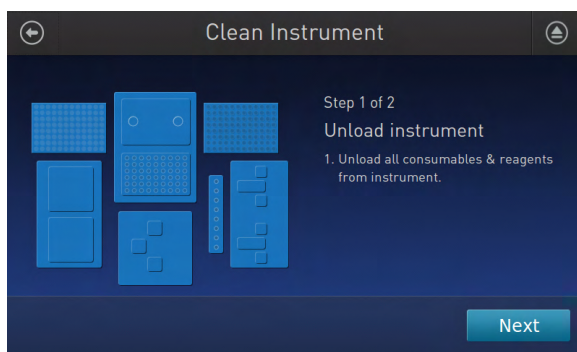 Clean Instrument
Step 1 of 2
Unload instrument
1. Unload all consumables & reagents
from instrument.
Next